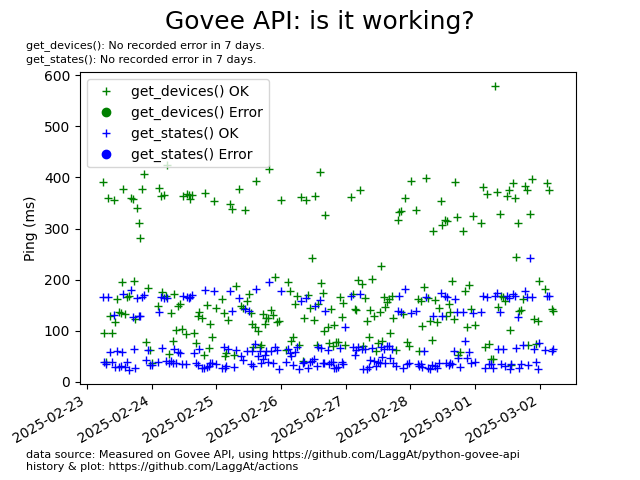 Govee API: is it working?
get_devices(): No recorded error in 7 days.
get_states(): No recorded error in 7 days.
600
500
400
300
200
100
0
Ping (ms)
get_devices() OK
get_devices() Error
get_states() OK
get_states() Error
2025-02-23
2025-02-24
2025-02-25
2025-02-26
2025-02-27
2025-02-28
2025-03-01
2025-03-02
data source: Measured on Govee API, using https://github.com/LaggAt/python-govee-api
history & plot: https://github.com/LaggAt/actions